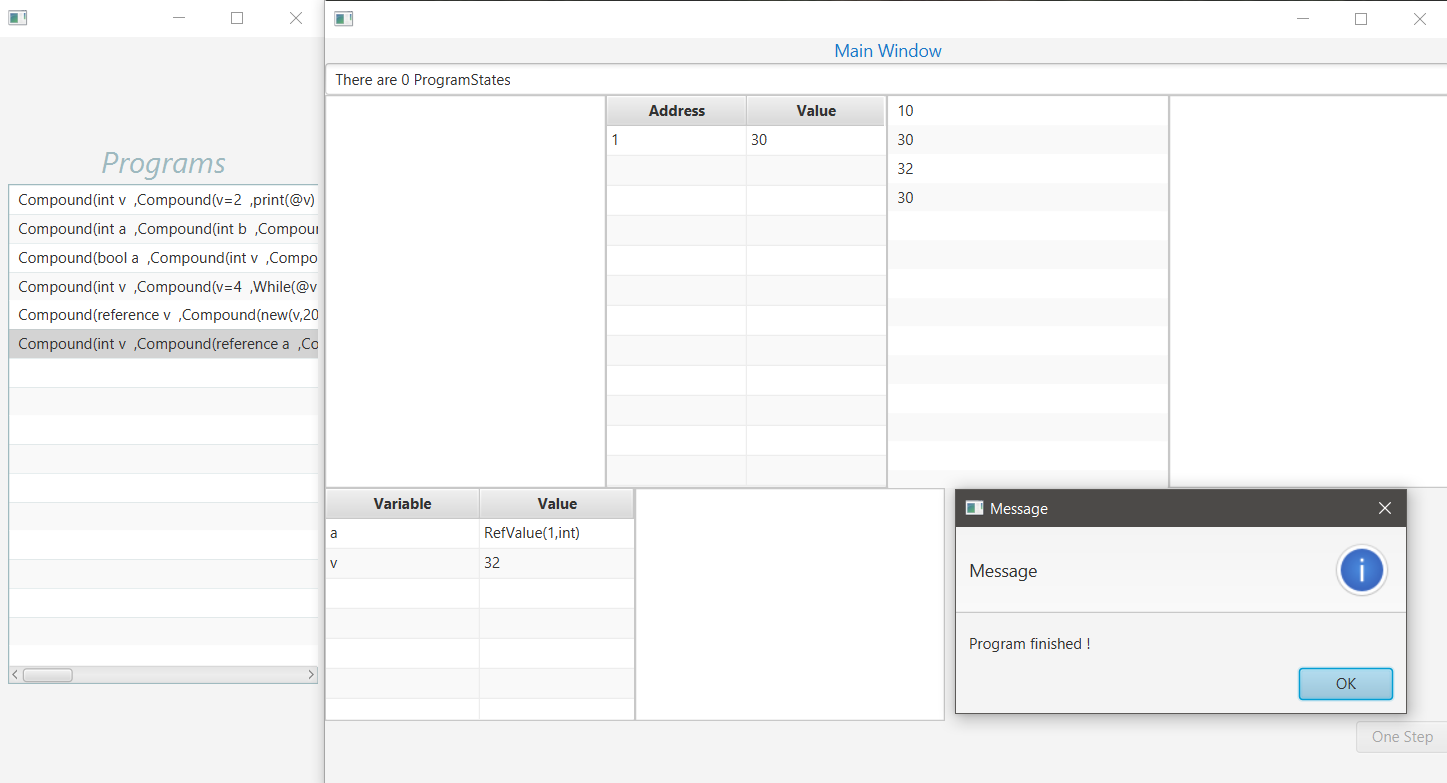 Programs
Compound(int v  ,Compound(v=2  ,print(@v)
Compound(int a  ,Compound(int b  ,Compour
Compound(bool a  ,Compound(int v  ,Compo
Compound(int v  ,Compound(v=4  ,While(@v
Compound(reference v  ,Compound(new(v,20
Compound(int v  ,Compound(reference a  ,Co
Main Window
There are 0 ProgramStates
Address Value
1 30
10
30
32
30
Variable Value
a RefValue(1,int)
v 32
Message
Message
Program finished !
OK
One Step